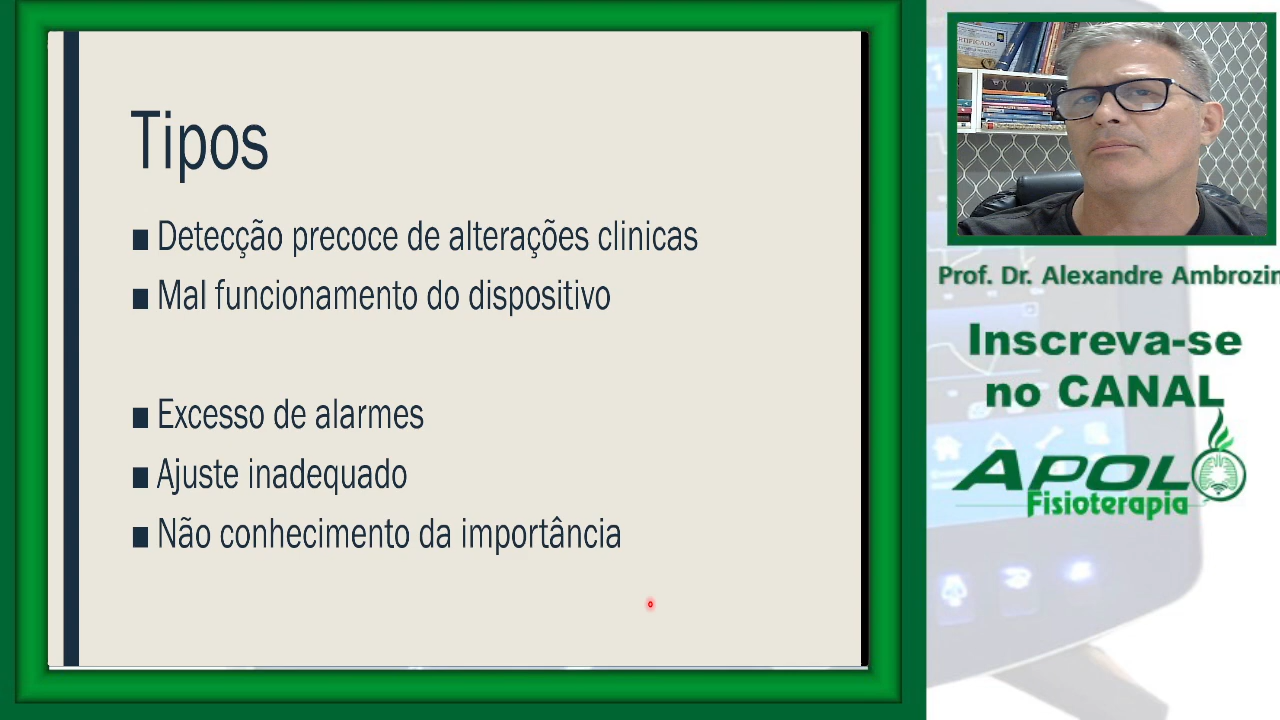 Tipos
■ Detecção precoce de alterações clinicas
■ Mal funcionamento do dispositivo
■ Excesso de alarmes
■ Ajuste inadequado
■ Não conhecimento da importância
CERTIFICADO
Prof. Dr. Alexandre Ambrozin
Inscreva-se
no CANAL
APOLO
Fisioterapia